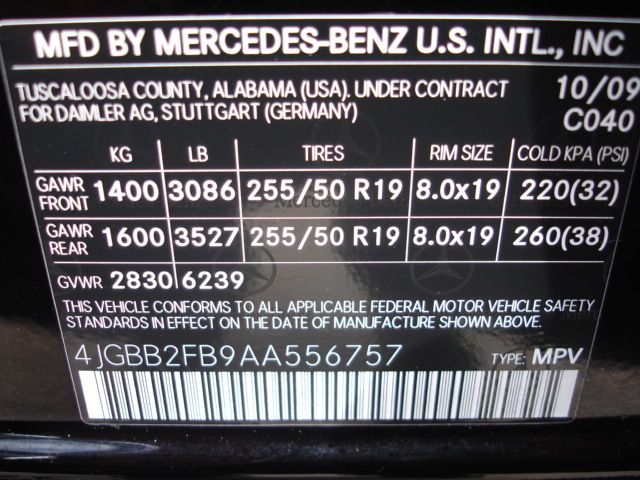 MFD BY MERCEDES-BENZ U.S. INTL., INC
TUSCALOOSA COUNTY, ALABAMA (USA). UNDER CONTRACT 10/09
FOR DAIMLER AG, STUTTGART (GERMANY) C040
KG LB TIRES RIM SIZE COLD KPA (PSI)
GAWR FRONT 1400 3086 255/50 R19 8.0x19 220(32)
GAWR REAR 1600 3527 255/50 R19 8.0x19 260(38)
GVWR 2830 6239
THIS VEHICLE CONFORMS TO ALL APPLICABLE FEDERAL MOTOR VEHICLE SAFETY
STANDARDS IN EFFECT ON THE DATE OF MANUFACTURE SHOWN ABOVE.
4JGBB2FB9AA556757 TYPE: MPV